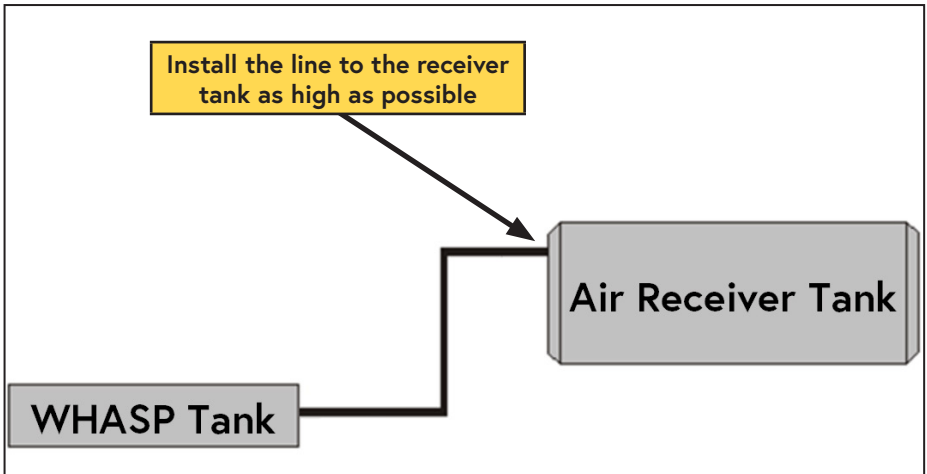 Install the line to the receiver
tank as high as possible
Air Receiver Tank
WHASP Tank